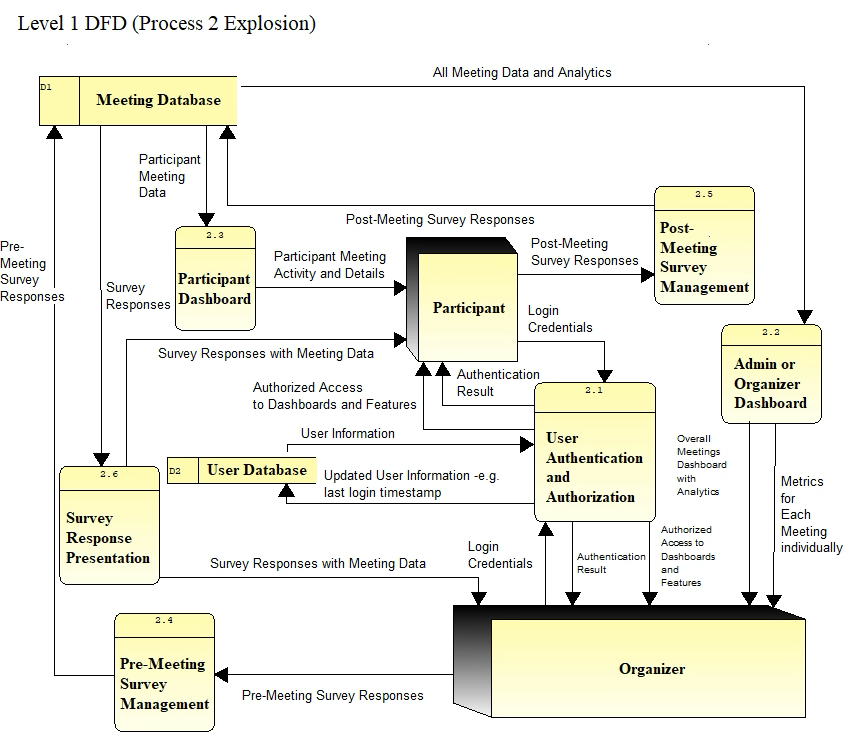 Level 1 DFD (Process 2 Explosion)
All Meeting Data and Analytics
D1
Meeting Database
Participant
Meeting
Data
2.5
Post-
Meeting
Survey
Management
Post-Meeting Survey Responses
2.3
Participant
Dashboard
Participant Meeting
Activity and Details
Post-Meeting
Survey Responses
Pre-
Meeting
Survey
Responses
Survey
Responses
Participant
Login
Credentials
2.2
Admin or
Organizer
Dashboard
Survey Responses with Meeting Data
Authentication
Result
Authorized Access
to Dashboards and Features
2.1
User
Authentication
and
Authorization
User Information
D2
User Database
Updated User Information -e.g.
last login timestamp
Overall
Meetings
Dashboard
with
Analytics
Metrics
for
Each
Meeting
individually
2.6
Survey
Response
Presentation
Survey Responses with Meeting Data
Login
Credentials
Authentication
Result
Authorized
Access to
Dashboards
and
Features
2.4
Pre-Meeting
Survey
Management
Pre-Meeting Survey Responses
Organizer